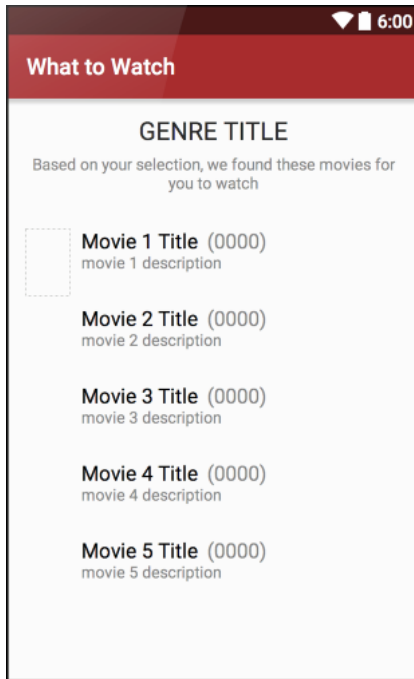 6:00
What to Watch
GENRE TITLE
Based on your selection, we found these movies for
you to watch
Movie 1 Title (0000)
movie 1 description
Movie 2 Title (0000)
movie 2 description
Movie 3 Title (0000)
movie 3 description
Movie 4 Title (0000)
movie 4 description
Movie 5 Title (0000)
movie 5 description